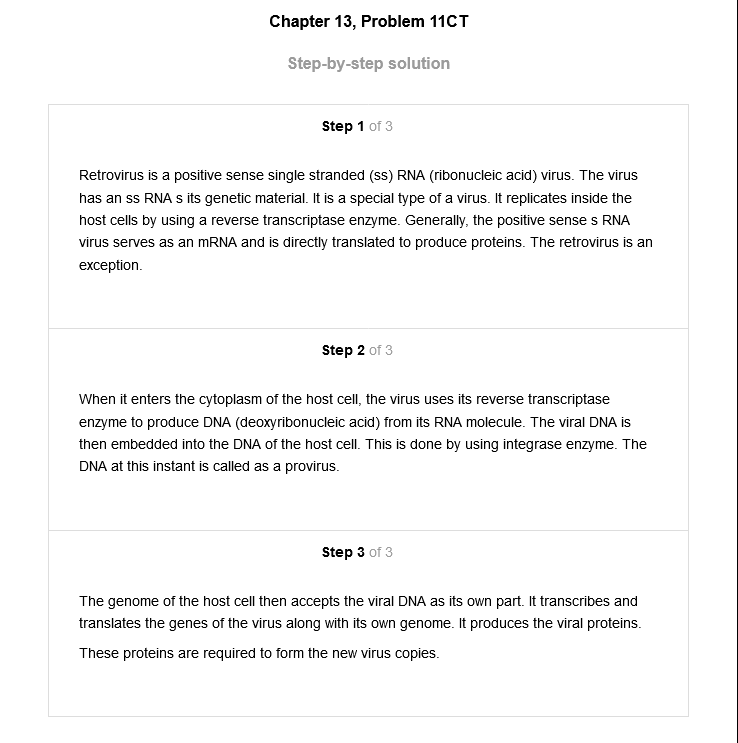 Chapter 13, Problem 11CT
Step-by-step solution
Step 1 of 3
Retrovirus is a positive sense single stranded (ss) RNA (ribonucleic acid) virus. The virus
has an ss RNA s its genetic material. It is a special type of a virus. It replicates inside the
host cells by using a reverse transcriptase enzyme. Generally, the positive sense s RNA
virus serves as an mRNA and is directly translated to produce proteins. The retrovirus is an
exception.
Step 2 of 3
When it enters the cytoplasm of the host cell, the virus uses its reverse transcriptase
enzyme to produce DNA (deoxyribonucleic acid) from its RNA molecule. The viral DNA is
then embedded into the DNA of the host cell. This is done by using integrase enzyme. The
DNA at this instant is called as a provirus.
Step 3 of 3
The genome of the host cell then accepts the viral DNA as its own part. It transcribes and
translates the genes of the virus along with its own genome. It produces the viral proteins.
These proteins are required to form the new virus copies.